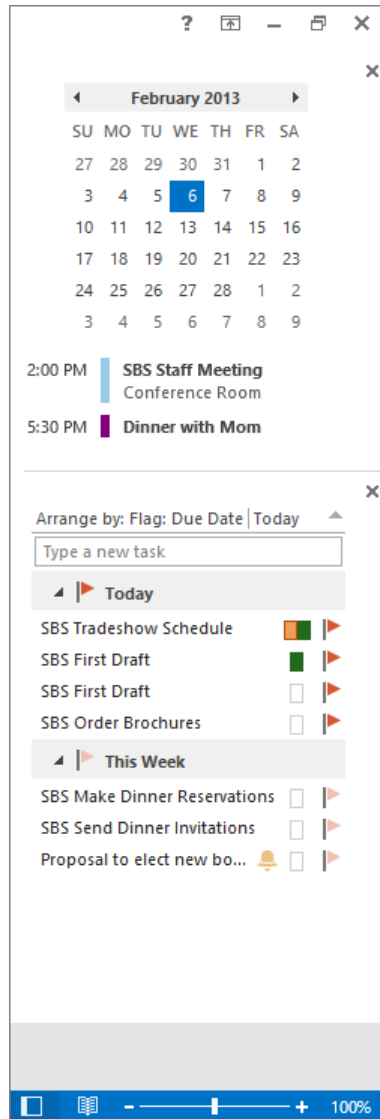 ?
February 2013
SU MO TU WE TH FR SA
27 28 29 30 31 1 2
3 4 5 6 7 8 9
10 11 12 13 14 15 16
17 18 19 20 21 22 23
24 25 26 27 28 1 2
3 4 5 6 7 8 9
2:00 PM SBS Staff Meeting
Conference Room
5:30 PM Dinner with Mom
Arrange by: Flag: Due Date | Today
Type a new task
Today
SBS Tradeshow Schedule
SBS First Draft
SBS First Draft
SBS Order Brochures
This Week
SBS Make Dinner Reservations
SBS Send Dinner Invitations
Proposal to elect new bo...
- + 100%